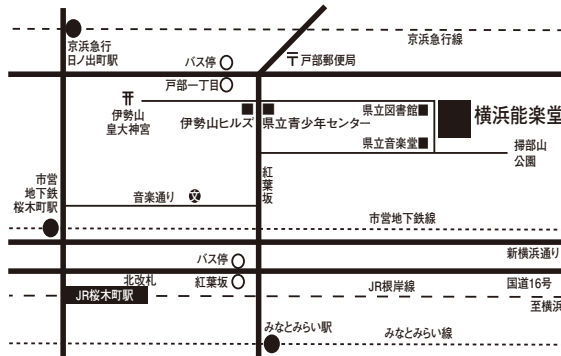 京浜急行
日ノ出町駅
京浜急行線
バス停
〒戸部郵便局
戸部一丁目
伊勢山
皇大神宮
伊勢山ヒルズ
県立青少年センター
県立図書館
横浜能楽堂
県立音楽堂
掃部山
公園
市営
地下鉄
桜木町駅
音楽通り
文
紅葉坂
市営地下鉄線
新横浜通り
バス停
紅葉坂
北改札
JR桜木町駅
JR根岸線
国道16号
至横浜
みなとみらい駅
みなとみらい線